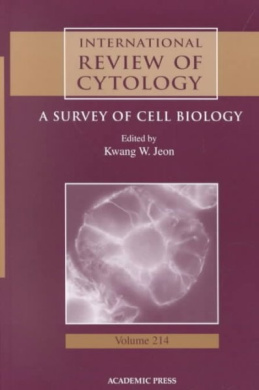 INTERNATIONAL
REVIEW OF
CYTOLOGY
A SURVEY OF CELL BIOLOGY
Edited by
Kwang W. Jeon
Volume 214
ACADEMIC PRESS